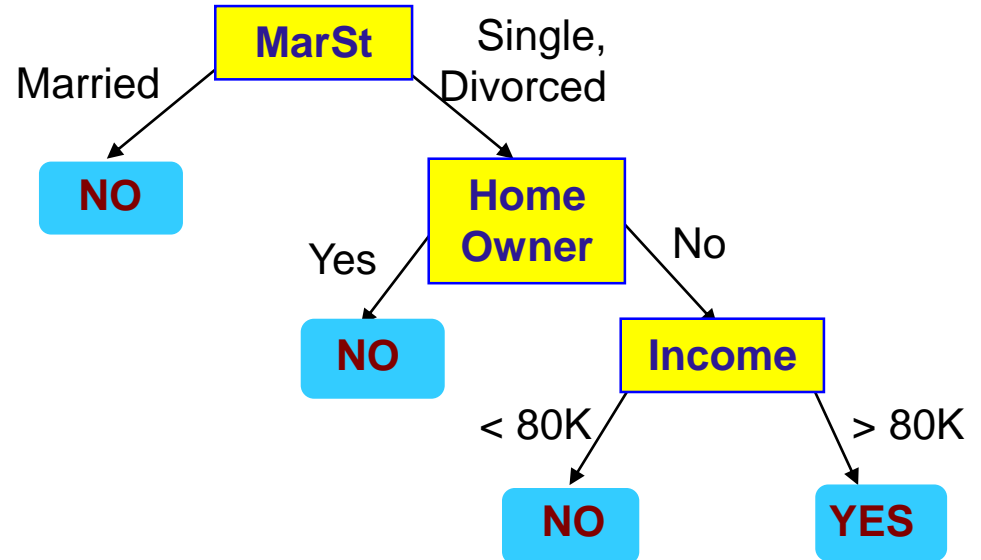 MarSt
Single,
Divorced
Married
NO
Home
Owner
Yes
No
NO
Income
< 80K
> 80K
NO
YES